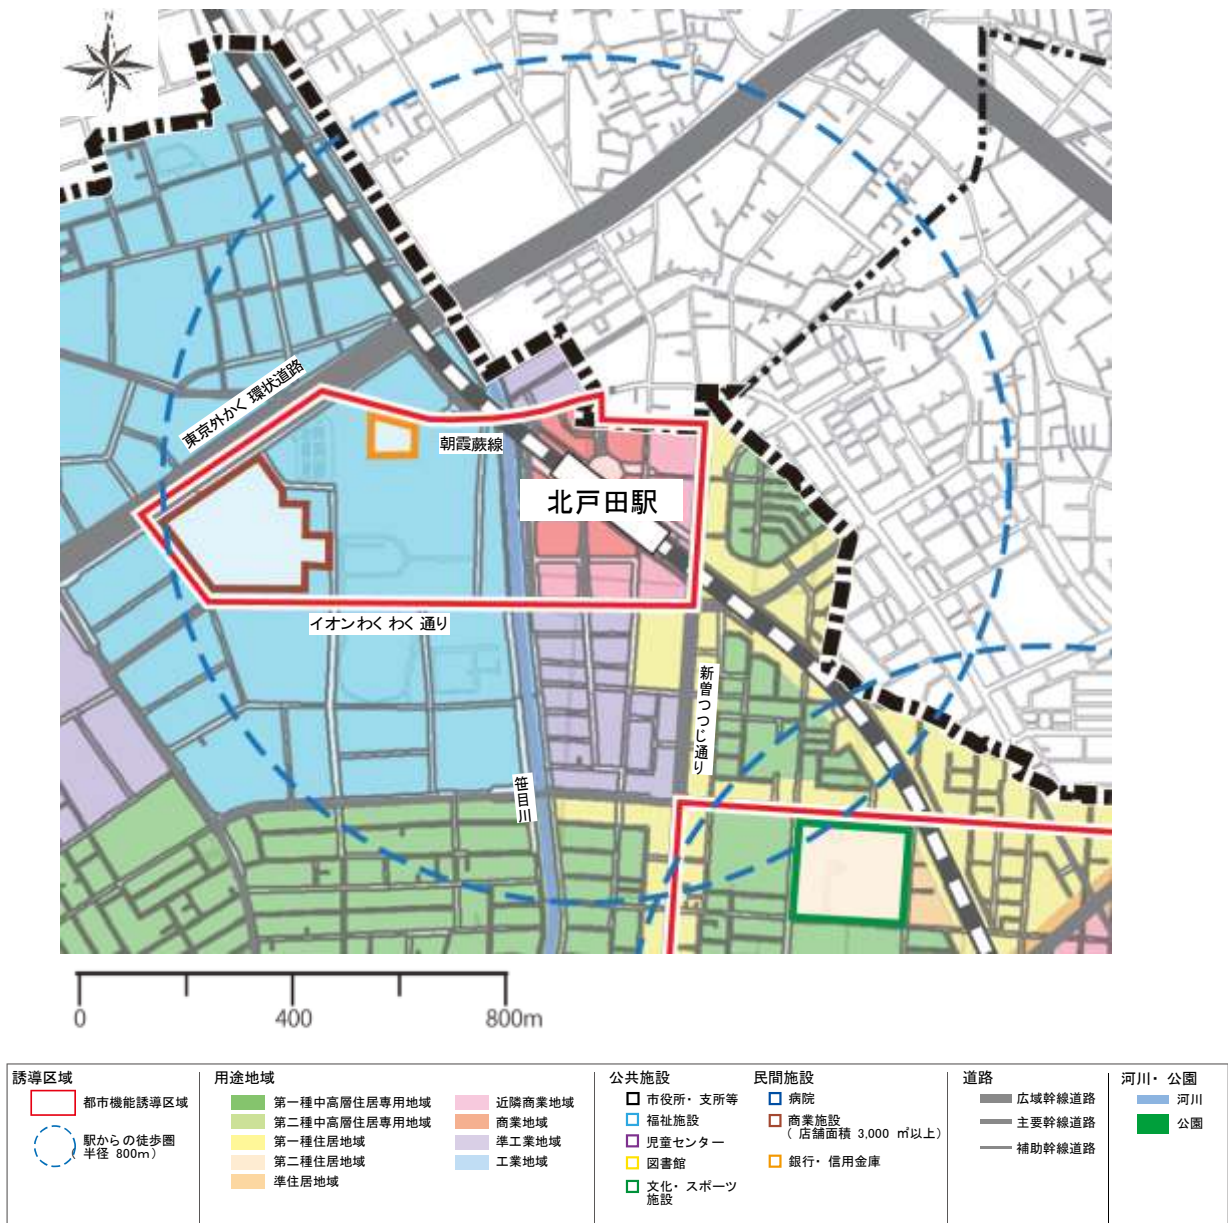 N
東京外かく環状道路
朝霞蕨線
北戸田駅
イオンわくわく通り
新曽つつじ通り
笹目川
0
400
800m
誘導区域
都市機能誘導区域
駅からの徒歩圏
(半径 800m)
用途地域
第一種中高層住居専用地域
第二種中高層住居専用地域
第一種住居地域
第二種住居地域
準住居地域
近隣商業地域
商業地域
準工業地域
工業地域
公共施設
市役所・支所等
福祉施設
児童センター
図書館
文化・スポーツ
施設
民間施設
病院
商業施設
(店舗面積 3,000 ㎡以上)
銀行・信用金庫
道路
広域幹線道路
主要幹線道路
補助幹線道路
河川・公園
河川
公園